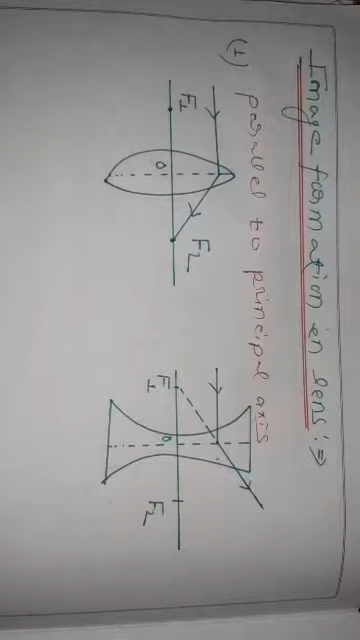 Image formation in lens :⇒
(1) parallel to principal axis
F1 O F2
F1 O F2